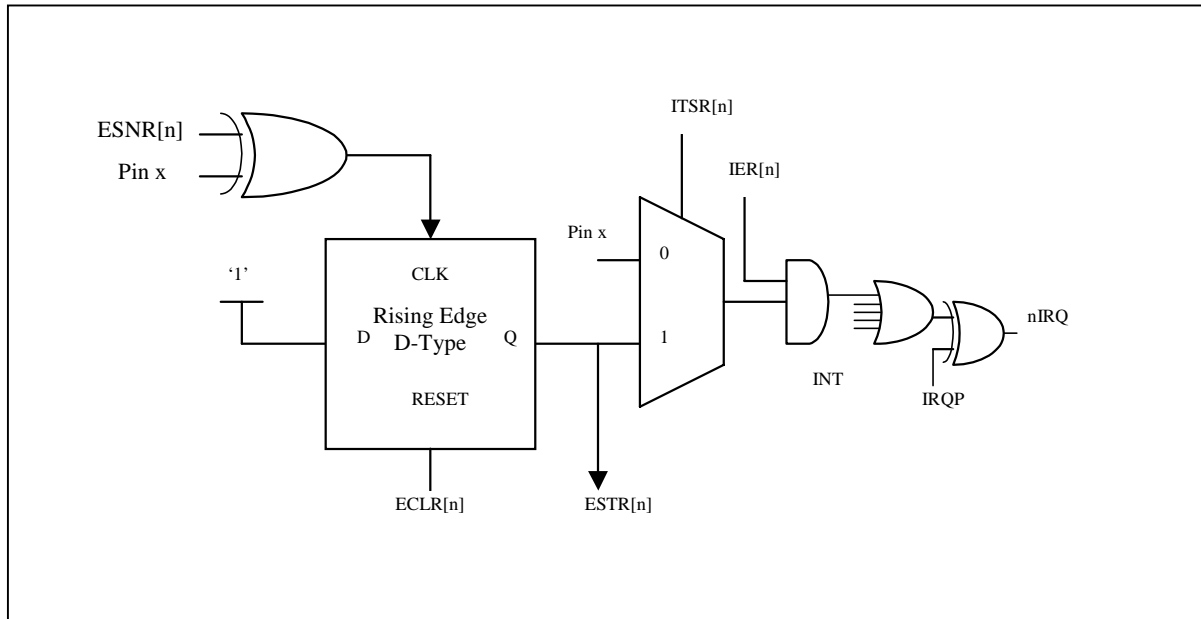 ITSR[n]
ESNR[n]
Pin x
IER[n]
Pin x
0
‘1’
CLK
Rising Edge
D-Type
D
Q
1
RESET
INT
IRQP
nIRQ
ECLR[n]
ESTR[n]